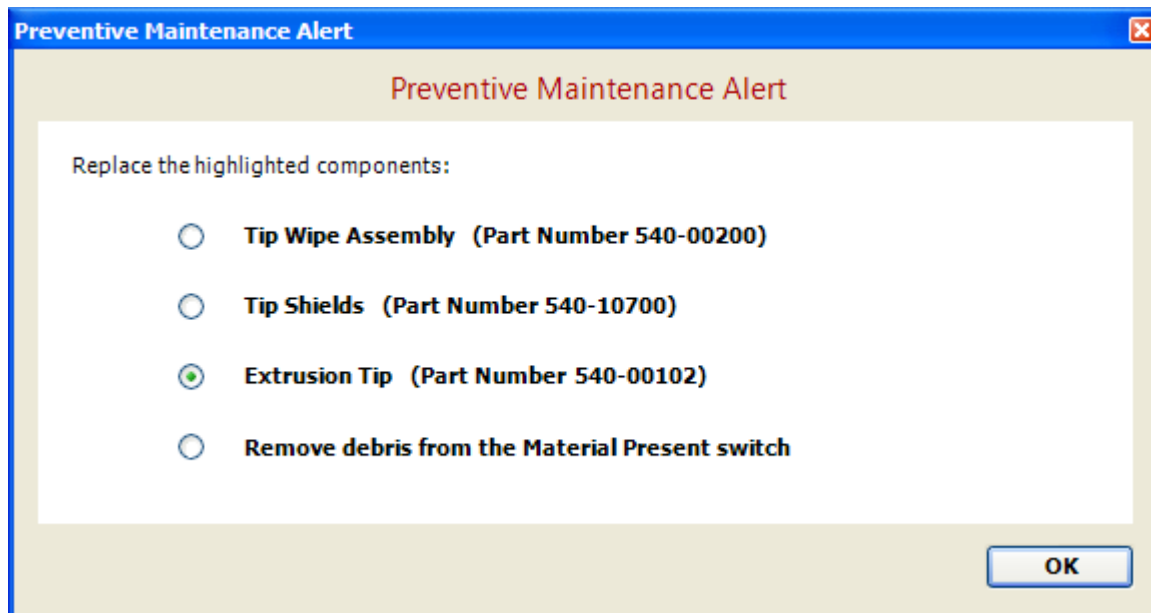 Preventive Maintenance Alert
Preventive Maintenance Alert
Replace the highlighted components:
Tip Wipe Assembly (Part Number 540-00200)
Tip Shields (Part Number 540-10700)
Extrusion Tip (Part Number 540-00102)
Remove debris from the Material Present switch
OK